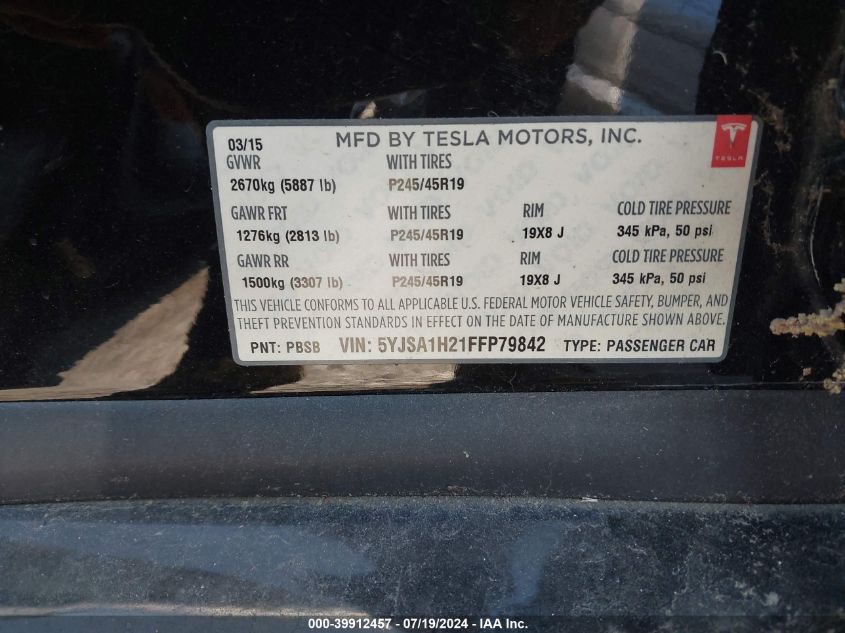 03/15 MFD BY TESLA MOTORS, INC.
TESLA
GVWR WITH TIRES
2670kg (5887 lb) P245/45R19
GAWR FRT WITH TIRES RIM COLD TIRE PRESSURE
1276kg (2813 lb) P245/45R19 19X8 J 345 kPa, 50 psi
GAWR RR WITH TIRES RIM COLD TIRE PRESSURE
1500kg (3307 lb) P245/45R19 19X8 J 345 kPa, 50 psi
THIS VEHICLE CONFORMS TO ALL APPLICABLE U.S. FEDERAL MOTOR VEHICLE SAFETY, BUMPER, AND
THEFT PREVENTION STANDARDS IN EFFECT ON THE DATE OF MANUFACTURE SHOWN ABOVE.
PNT: PBSB VIN: 5YJSA1H21FFP79842 TYPE: PASSENGER CAR
000-39912457 - 07/19/2024 - © IAA Holdings, LLC.